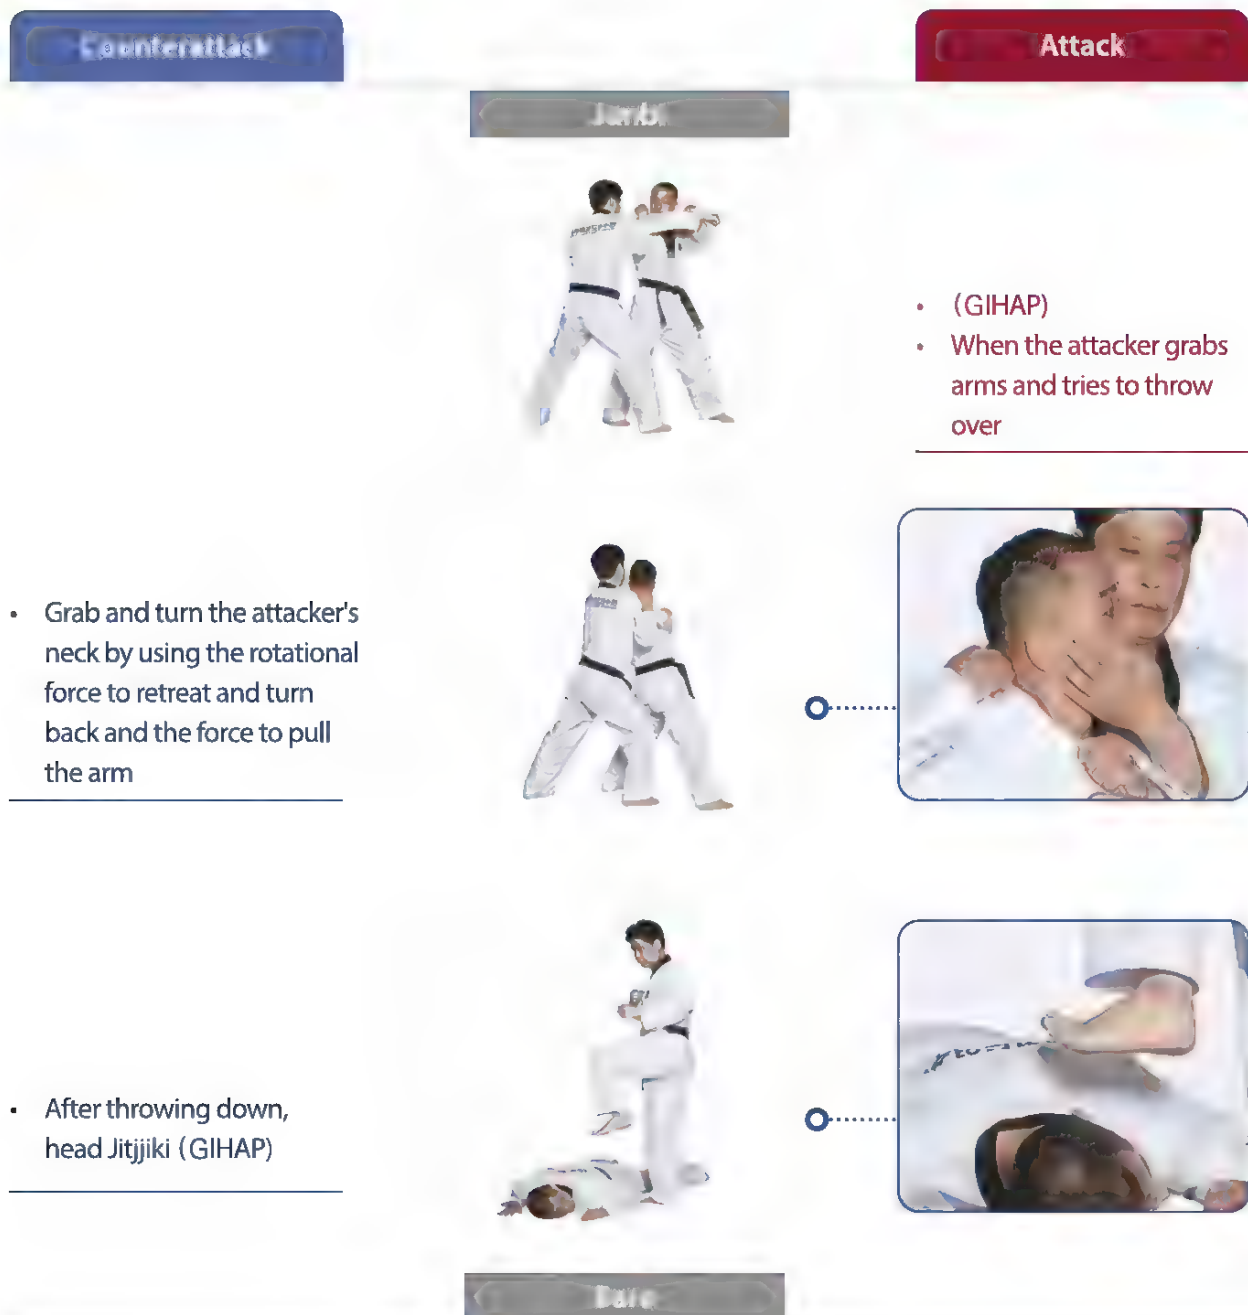 Counterattack
Attack
Junbi
• (GIHAP)
• When the attacker grabs
arms and tries to throw
over
• Grab and turn the attacker's
neck by using the rotational
force to retreat and turn
back and the force to pull
the arm
• After throwing down,
head Jitjjiki (GIHAP)